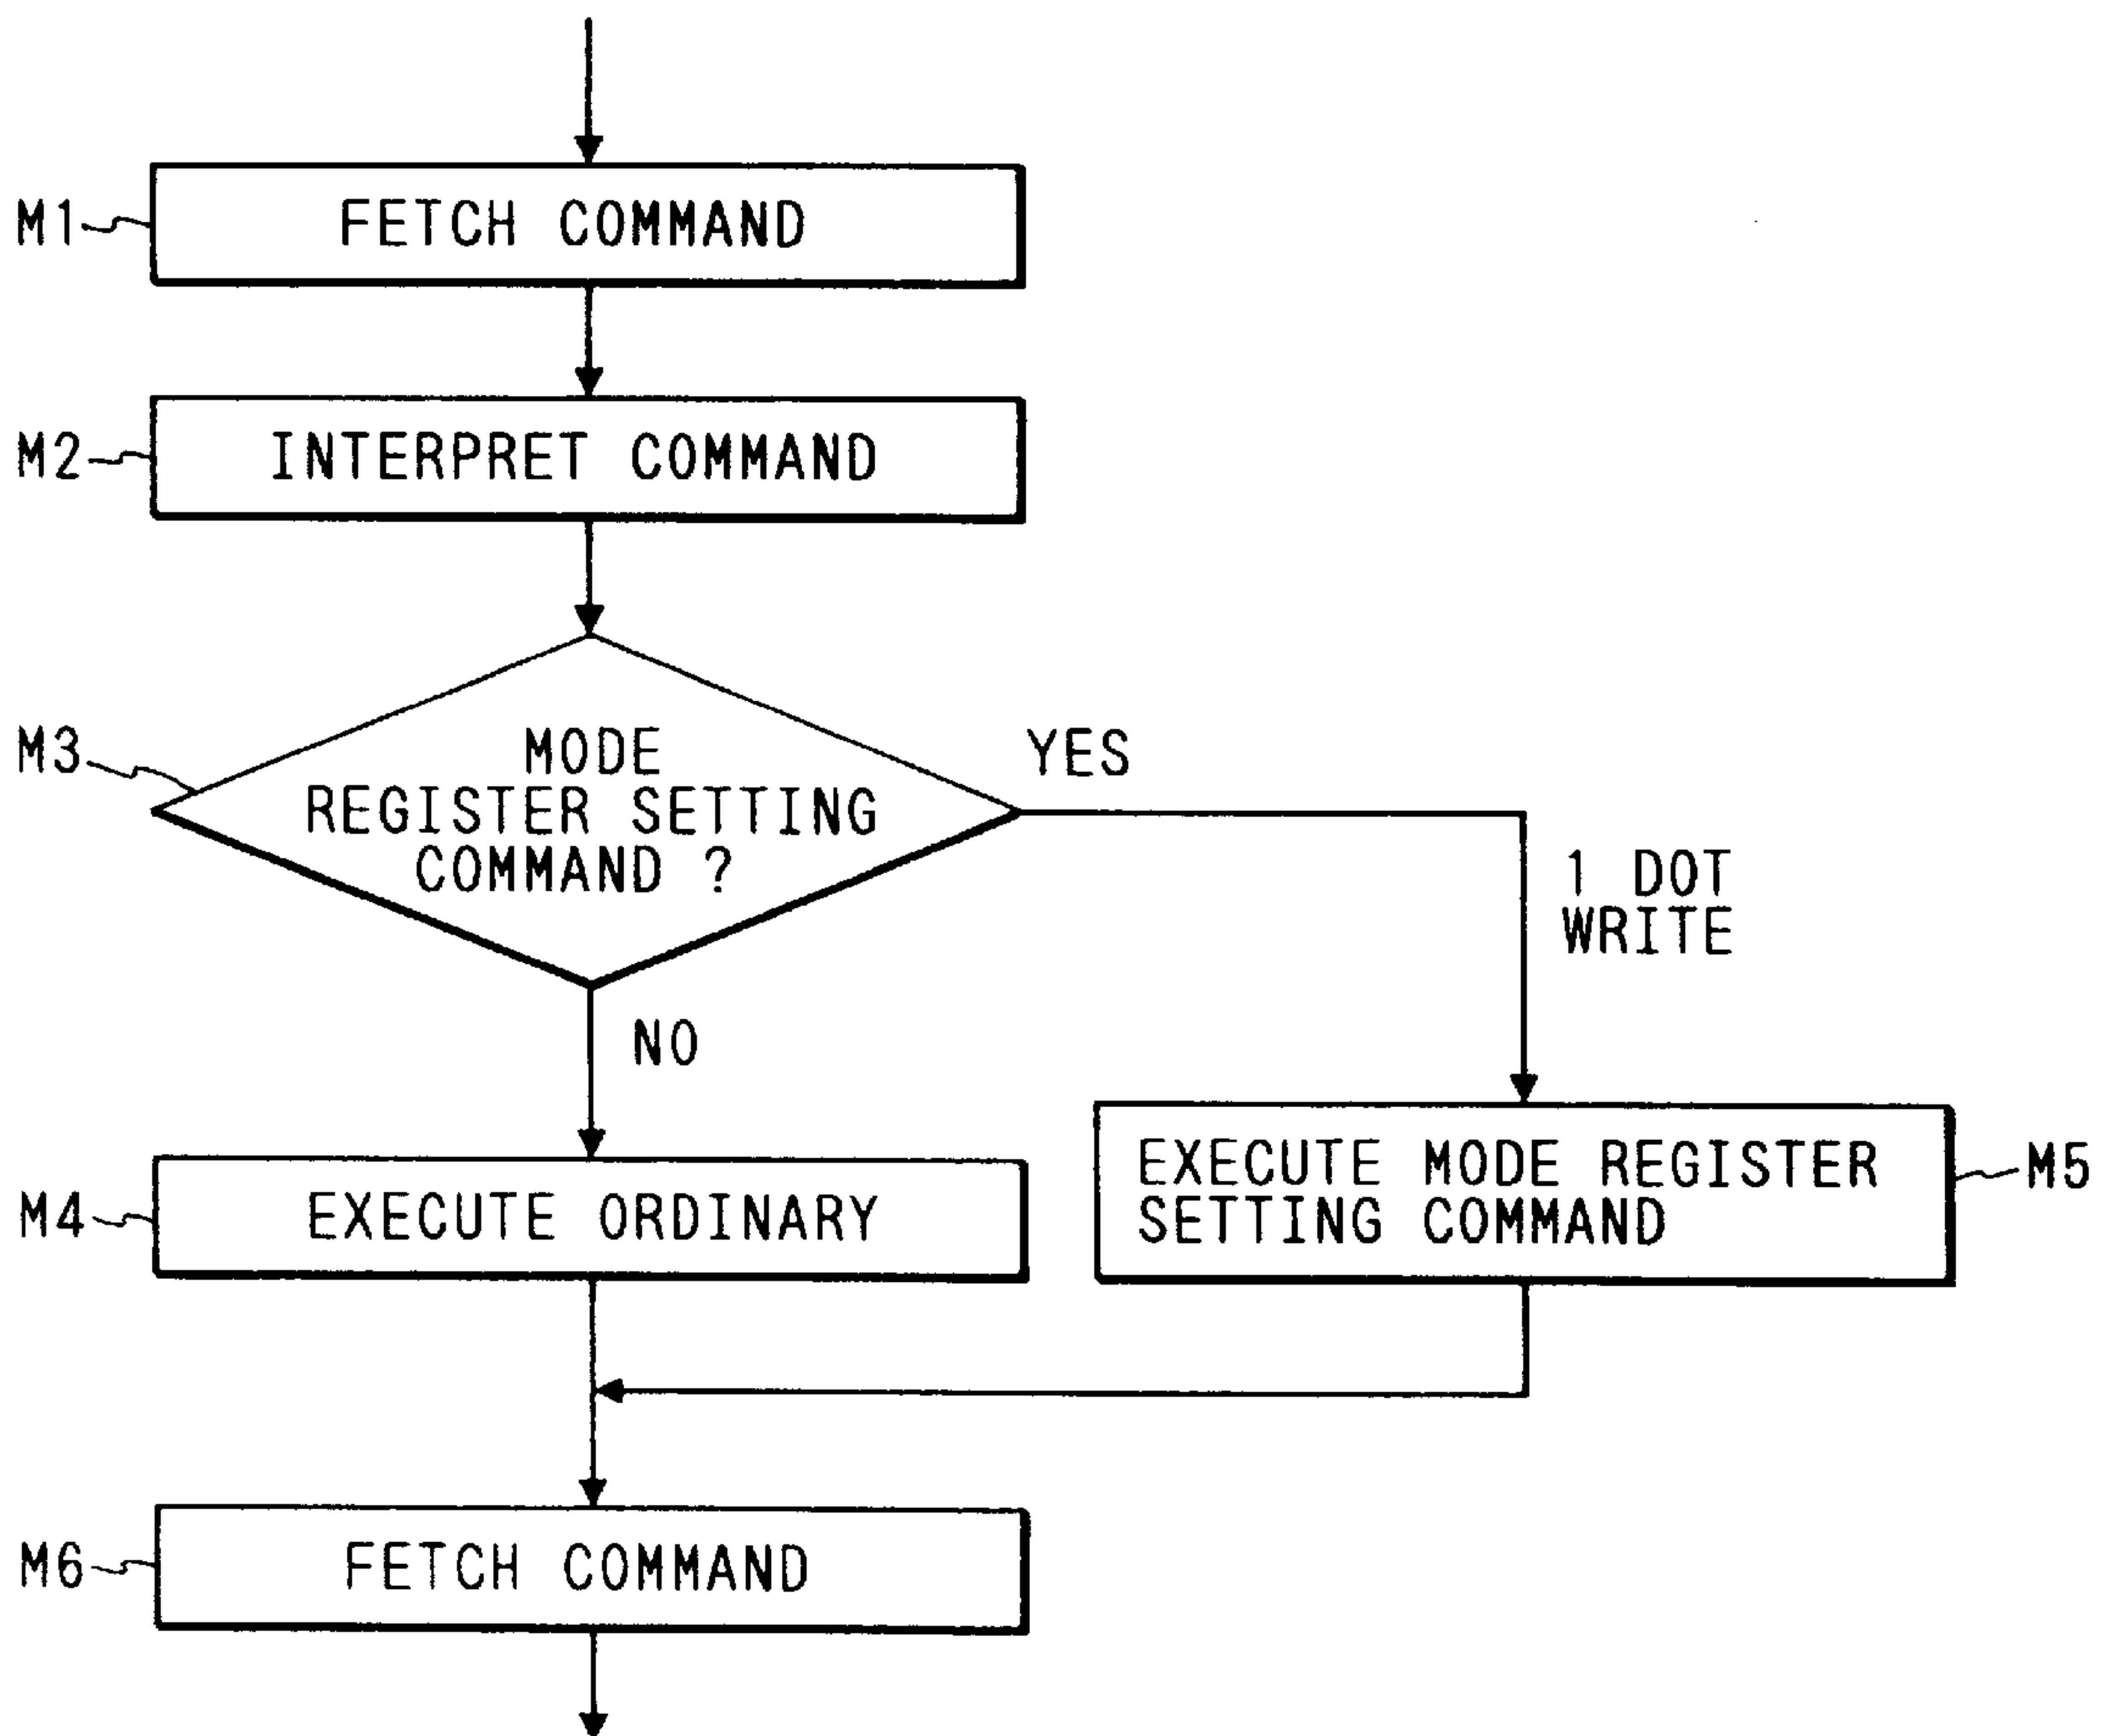 M1
FETCH COMMAND
M2
INTERPRET COMMAND
M3
MODE
REGISTER SETTING
COMMAND ?
YES
1 DOT
WRITE
NO
M4
EXECUTE ORDINARY
EXECUTE MODE REGISTER
SETTING COMMAND
M5
M6
FETCH COMMAND